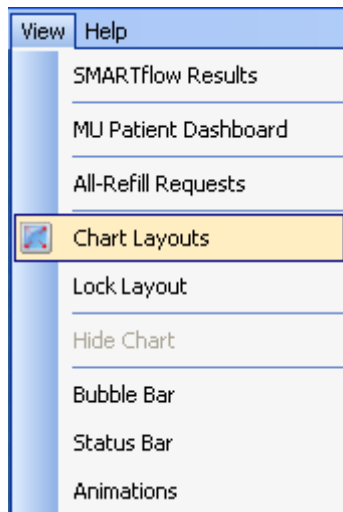 View Help
SMARTflow Results
MU Patient Dashboard
All-Refill Requests
Chart Layouts
Lock Layout
Hide Chart
Bubble Bar
Status Bar
Animations